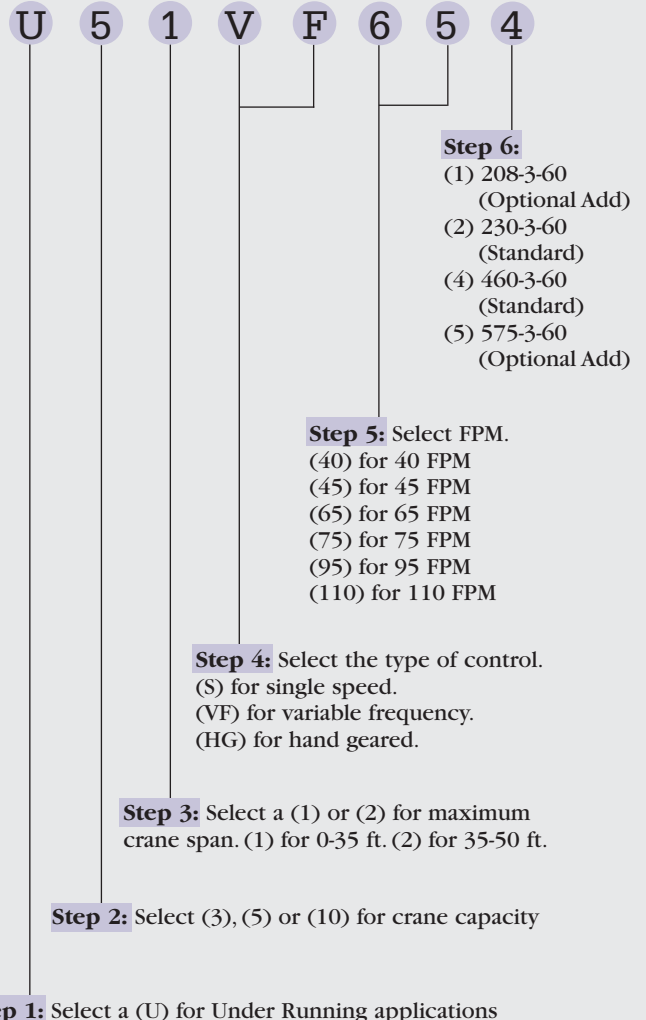 U 5 1 V F 6 5 4
Step 6:
(1) 208-3-60
(Optional Add)
(2) 230-3-60
(Standard)
(4) 460-3-60
(Standard)
(5) 575-3-60
(Optional Add)
Step 5: Select FPM.
(40) for 40 FPM
(45) for 45 FPM
(65) for 65 FPM
(75) for 75 FPM
(95) for 95 FPM
(110) for 110 FPM
Step 4: Select the type of control.
(S) for single speed.
(VF) for variable frequency.
(HG) for hand geared.
Step 3: Select a (1) or (2) for maximum
crane span. (1) for 0-35 ft. (2) for 35-50 ft.
Step 2: Select (3), (5) or (10) for crane capacity
ep 1: Select a (U) for Under Running applications